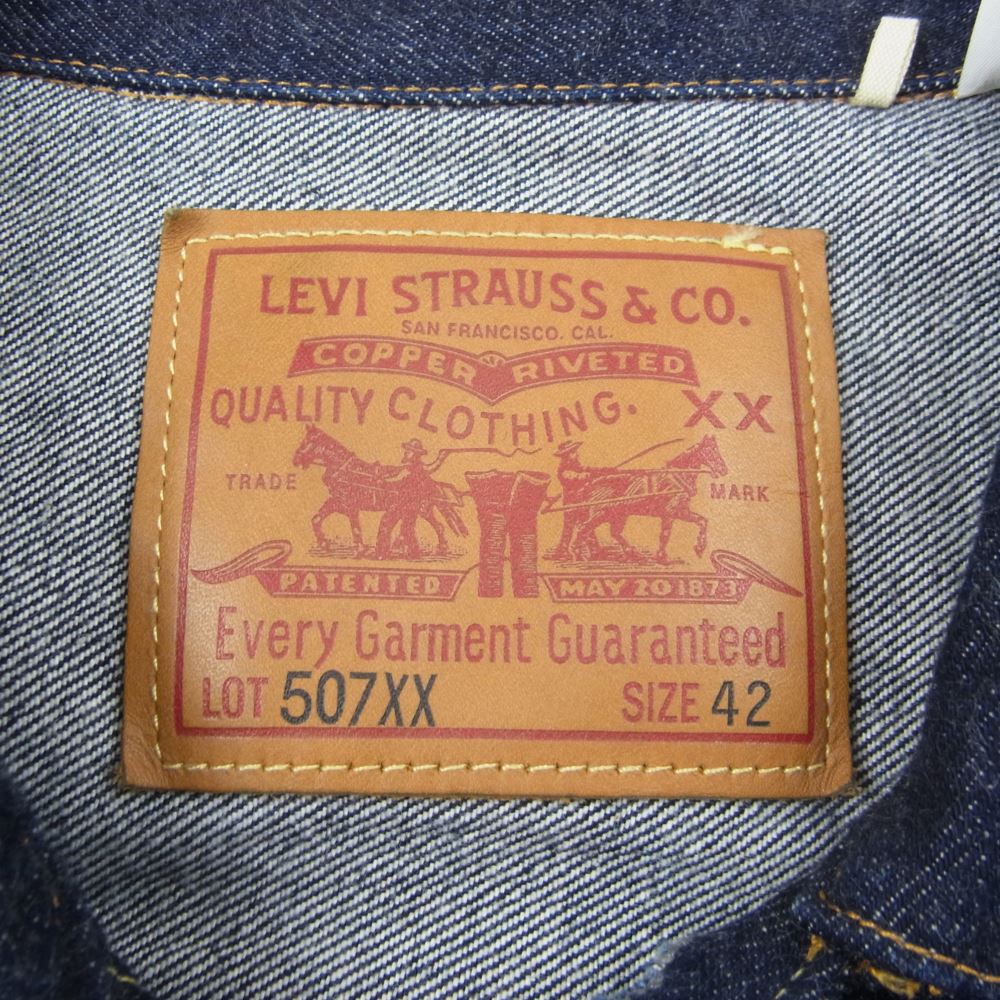 LEVI STRAUSS & CO.
SAN FRANCISCO. CAL.
COPPER RIVETED
QUALITY CLOTHING. XX
TRADE MARK
PATENTED MAY 20 1873
Every Garment Guaranteed
LOT 507XX SIZE 42